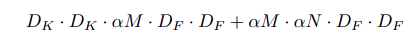 D_K · D_K · αM · D_F · D_F + αM · αN · D_F · D_F